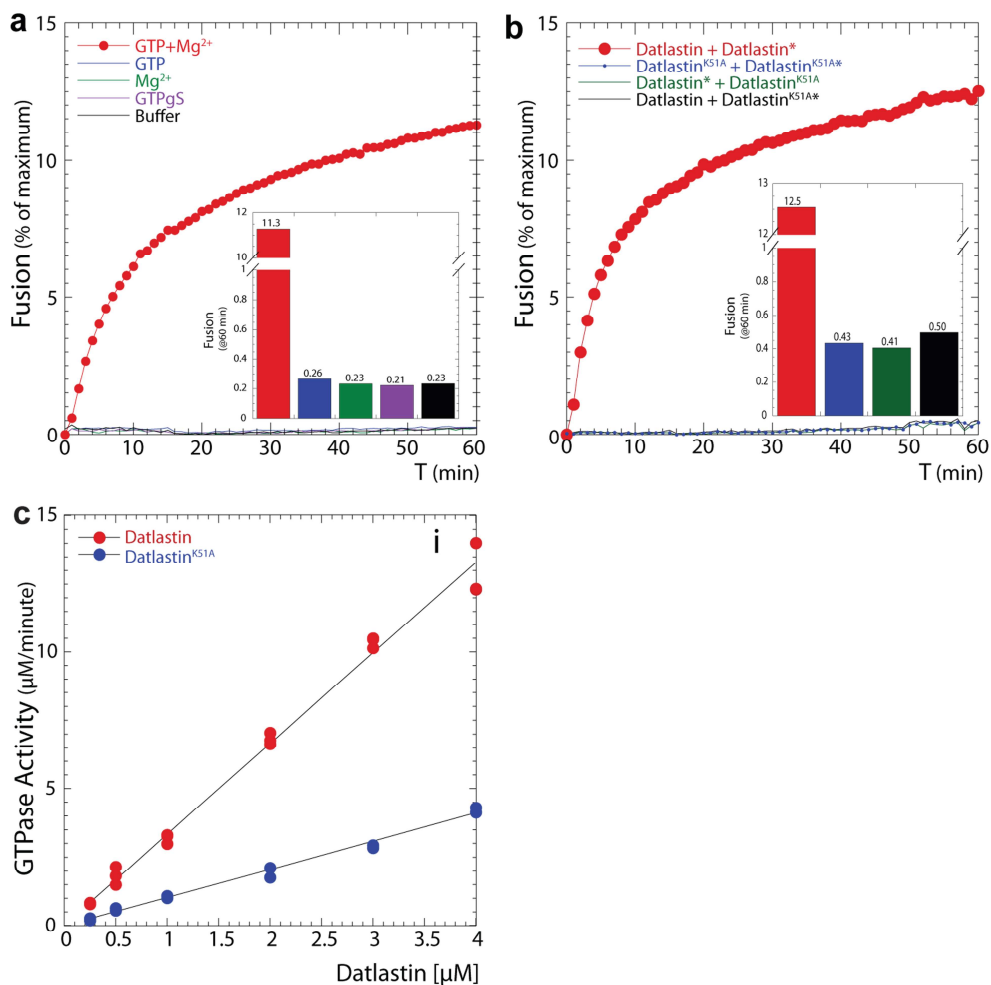 a
15
10
5
0
Fusion (% of maximum)
GTP+Mg²⁺
GTP
Mg²⁺
GTPgS
Buffer
12
10
1
0.8
0.6
0.4
0.2
0
Fusion
(@60 min)
11.3
0.26
0.23
0.21
0.23
0 10 20 30 40 50 60
T (min)
b
15
10
5
0
Fusion (% of maximum)
Datlastin + Datlastin*
Datlastinᴷ⁵¹ᴬ + Datlastinᴷ⁵¹ᴬ*
Datlastin* + Datlastinᴷ⁵¹ᴬ
Datlastin + Datlastinᴷ⁵¹ᴬ*
13
12
1
0.8
0.6
0.4
0.2
0
Fusion
(@60 min)
12.5
0.43
0.41
0.50
0 10 20 30 40 50 60
T (min)
c
15
10
5
0
GTPase Activity (µM/minute)
Datlastin
Datlastinᴷ⁵¹ᴬ
i
0 0.5 1 1.5 2 2.5 3 3.5 4
Datlastin [µM]